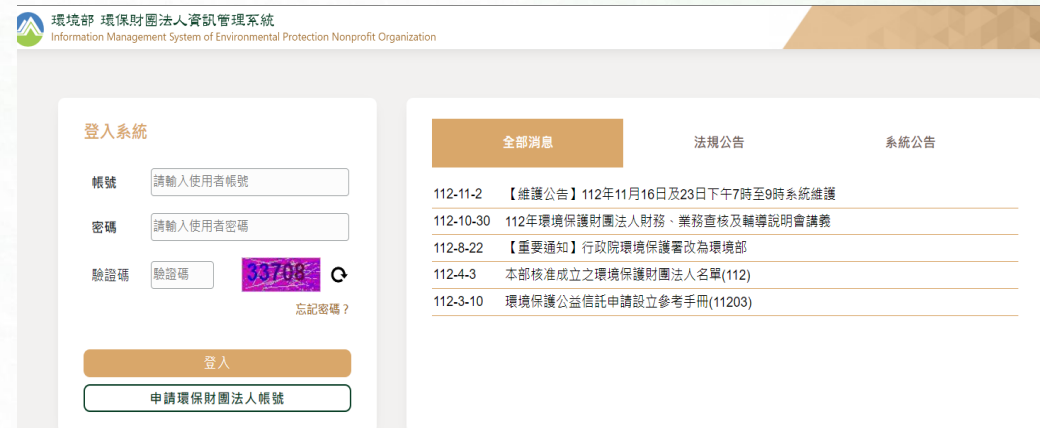 環境部 環保財團法人資訊管理系統
Information Management System of Environmental Protection Nonprofit Organization
登入系統
帳號 請輸入使用者帳號
密碼 請輸入使用者密碼
驗證碼 驗證碼 33708
忘記密碼？
登入
申請環保財團法人帳號
全部消息 法規公告 系統公告
112-11-2 【維護公告】112年11月16日及23日下午7時至9時系統維護
112-10-30 112年環境保護財團法人財務、業務查核及輔導說明會講義
112-8-22 【重要通知】行政院環境保護署改為環境部
112-4-3 本部核准成立之環境保護財團法人名單(112)
112-3-10 環境保護公益信託申請設立參考手冊(11203)